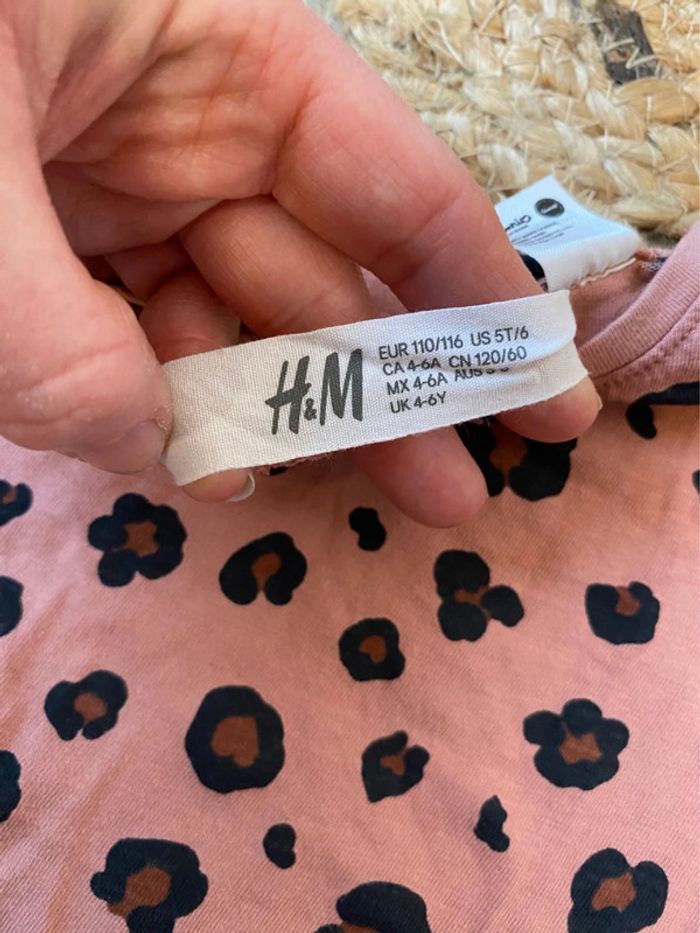 H&M
EUR 110/116 US 5T/6
CA 4-6A CN 120/60
MX 4-6A AUS
UK 4-6Y